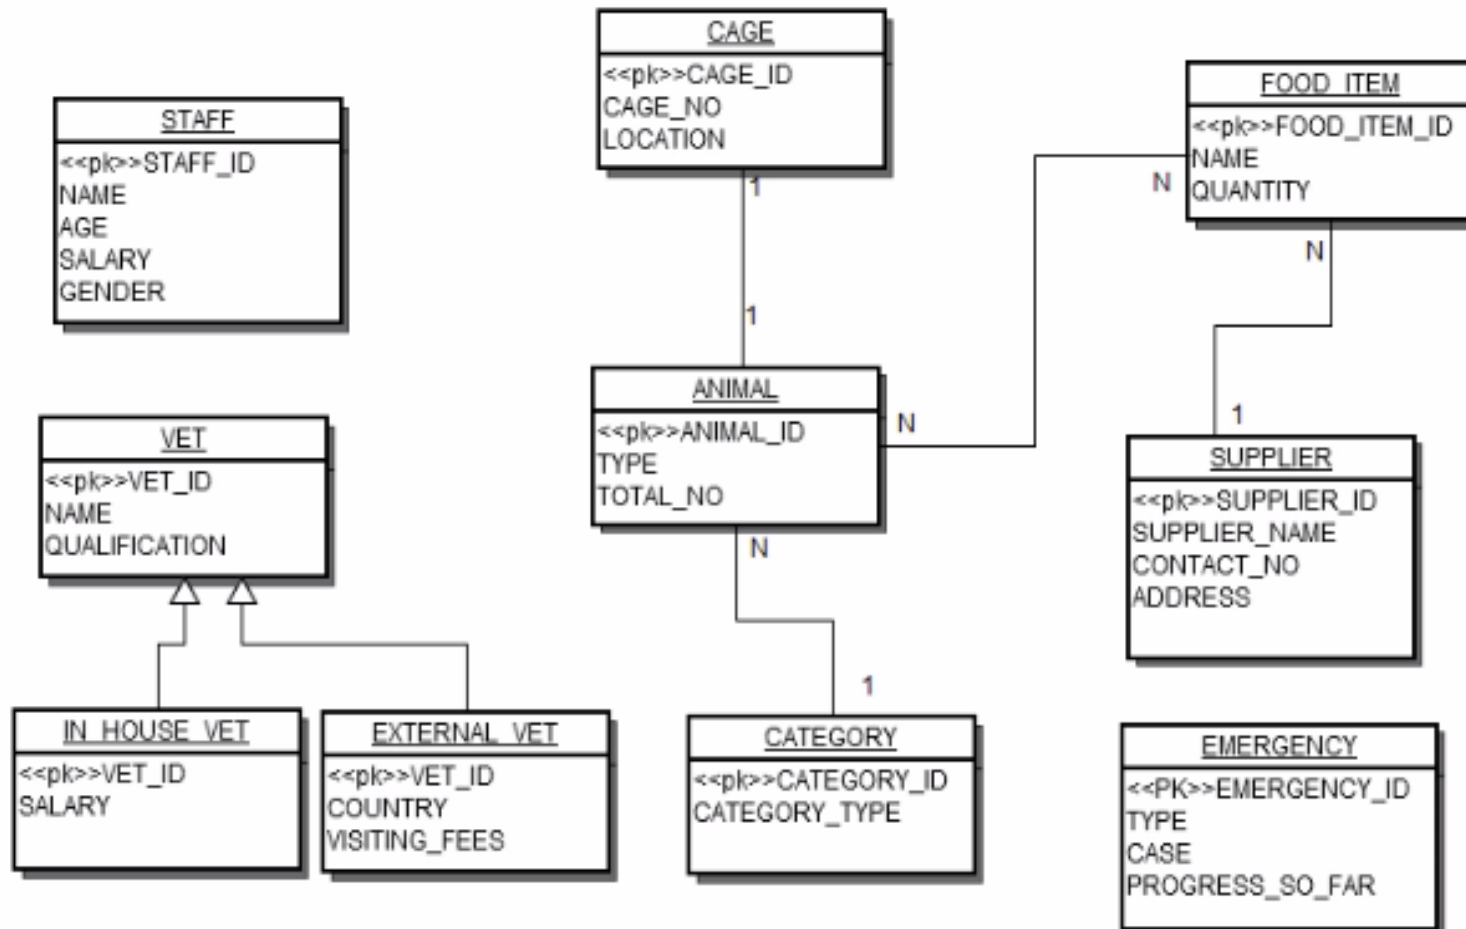 CAGE
<<pk>>CAGE_ID
CAGE_NO
LOCATION
1
1
FOOD_ITEM
<<pk>>FOOD_ITEM_ID
NAME
QUANTITY
N
N
STAFF
<<pk>>STAFF_ID
NAME
AGE
SALARY
GENDER
ANIMAL
<<pk>>ANIMAL_ID
TYPE
TOTAL_NO
N
N
VET
<<pk>>VET_ID
NAME
QUALIFICATION
1
SUPPLIER
<<pk>>SUPPLIER_ID
SUPPLIER_NAME
CONTACT_NO
ADDRESS
IN_HOUSE_VET
<<pk>>VET_ID
SALARY
EXTERNAL_VET
<<pk>>VET_ID
COUNTRY
VISITING_FEES
1
CATEGORY
<<pk>>CATEGORY_ID
CATEGORY_TYPE
EMERGENCY
<<PK>>EMERGENCY_ID
TYPE
CASE
PROGRESS_SO_FAR